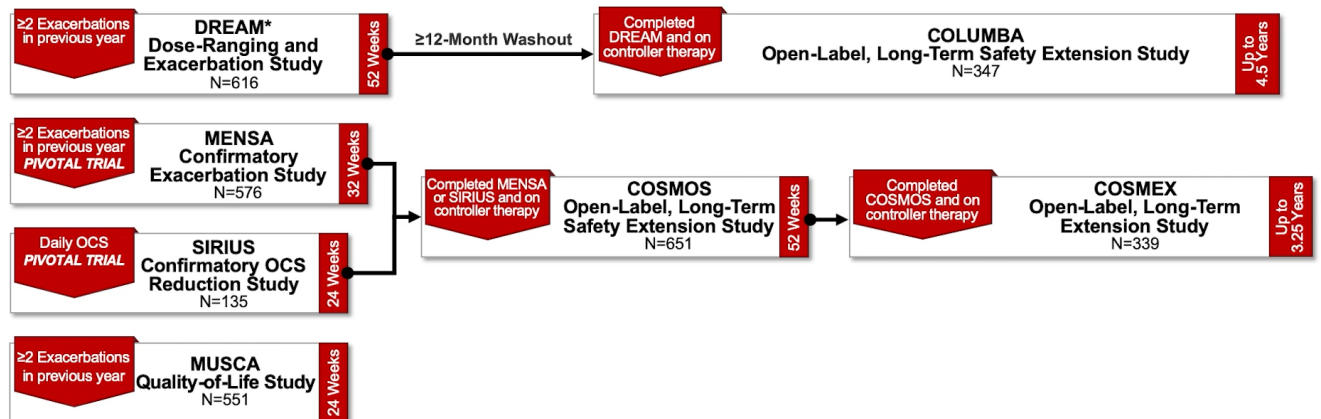 ≥2 Exacerbations
in previous year
DREAM*
Dose-Ranging and
Exacerbation Study
N=616
52 Weeks
≥12-Month Washout
Completed
DREAM and on
controller therapy
COLUMBA
Open-Label, Long-Term Safety Extension Study
N=347
Up to
4.5 Years
≥2 Exacerbations
in previous year
PIVOTAL TRIAL
MENSA
Confirmatory
Exacerbation Study
N=576
32 Weeks
Daily OCS
PIVOTAL TRIAL
SIRIUS
Confirmatory OCS
Reduction Study
N=135
24 Weeks
Completed MENSA
or SIRIUS and on
controller therapy
COSMOS
Open-Label, Long-Term
Safety Extension Study
N=651
52 Weeks
Completed
COSMOS and on
controller therapy
COSMEX
Open-Label, Long-Term
Extension Study
N=339
Up to
3.25 Years
≥2 Exacerbations
in previous year
MUSCA
Quality-of-Life Study
N=551
24 Weeks